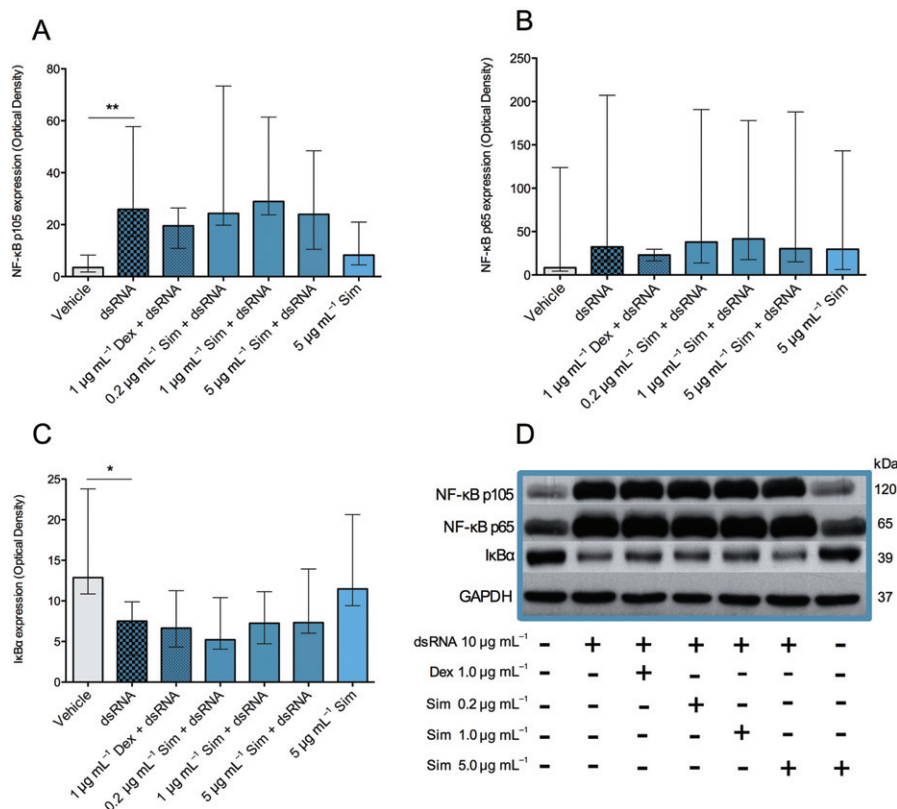 A
NF-κB p105 expression (Optical Density)
80
60
40
20
0
**
Vehicle
dsRNA
1 μg mL⁻¹ Dex + dsRNA
0.2 μg mL⁻¹ Sim + dsRNA
1 μg mL⁻¹ Sim + dsRNA
5 μg mL⁻¹ Sim + dsRNA
5 μg mL⁻¹ Sim
B
NF-κB p65 expression (Optical Density)
250
200
150
100
50
0
Vehicle
dsRNA
1 μg mL⁻¹ Dex + dsRNA
0.2 μg mL⁻¹ Sim + dsRNA
1 μg mL⁻¹ Sim + dsRNA
5 μg mL⁻¹ Sim + dsRNA
5 μg mL⁻¹ Sim
C
IκBα expression (Optical Density)
25
20
15
10
5
0
*
Vehicle
dsRNA
1 μg mL⁻¹ Dex + dsRNA
0.2 μg mL⁻¹ Sim + dsRNA
1 μg mL⁻¹ Sim + dsRNA
5 μg mL⁻¹ Sim + dsRNA
5 μg mL⁻¹ Sim
D
kDa
NF-κB p105 120
NF-κB p65 65
IκBα 39
GAPDH 37
dsRNA 10 μg mL⁻¹ - + + + + + -
Dex 1.0 μg mL⁻¹ - - + - - - -
Sim 0.2 μg mL⁻¹ - - - + - - -
Sim 1.0 μg mL⁻¹ - - - - + - -
Sim 5.0 μg mL⁻¹ - - - - - + +